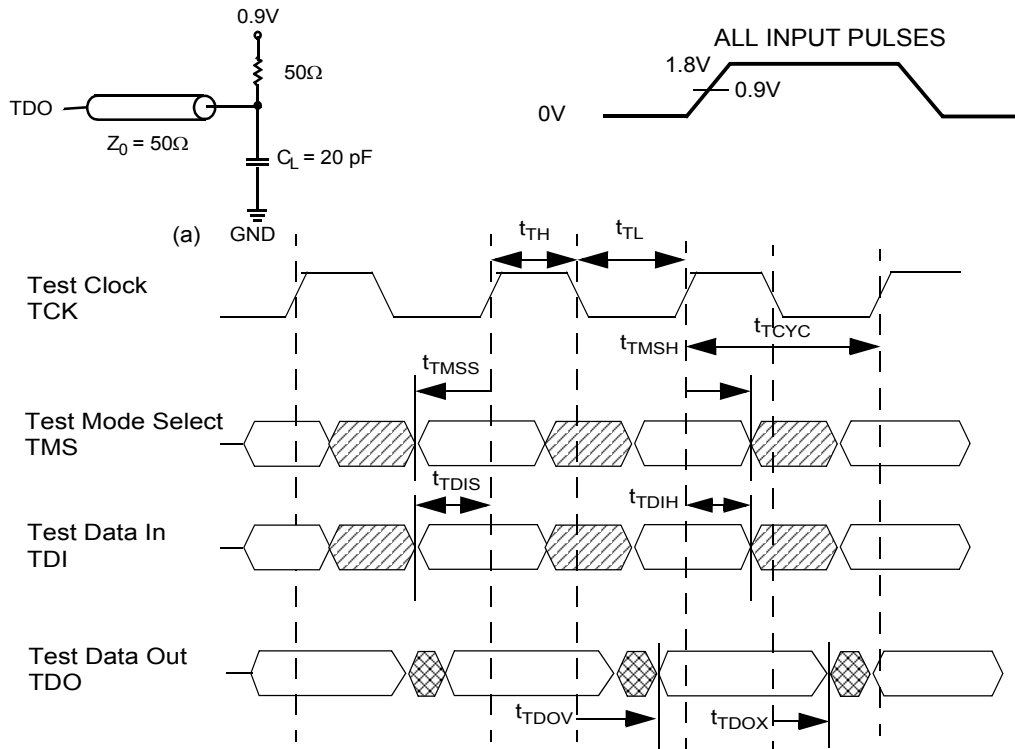 0.9V
50Ω
TDO
Z0 = 50Ω
CL = 20 pF
(a) GND
ALL INPUT PULSES
1.8V
0.9V
0V
tTH
tTL
Test Clock
TCK
tTCYC
tTMSH
tTMSS
Test Mode Select
TMS
tTDIS
tTDIH
Test Data In
TDI
Test Data Out
TDO
tTDOV
tTDOX